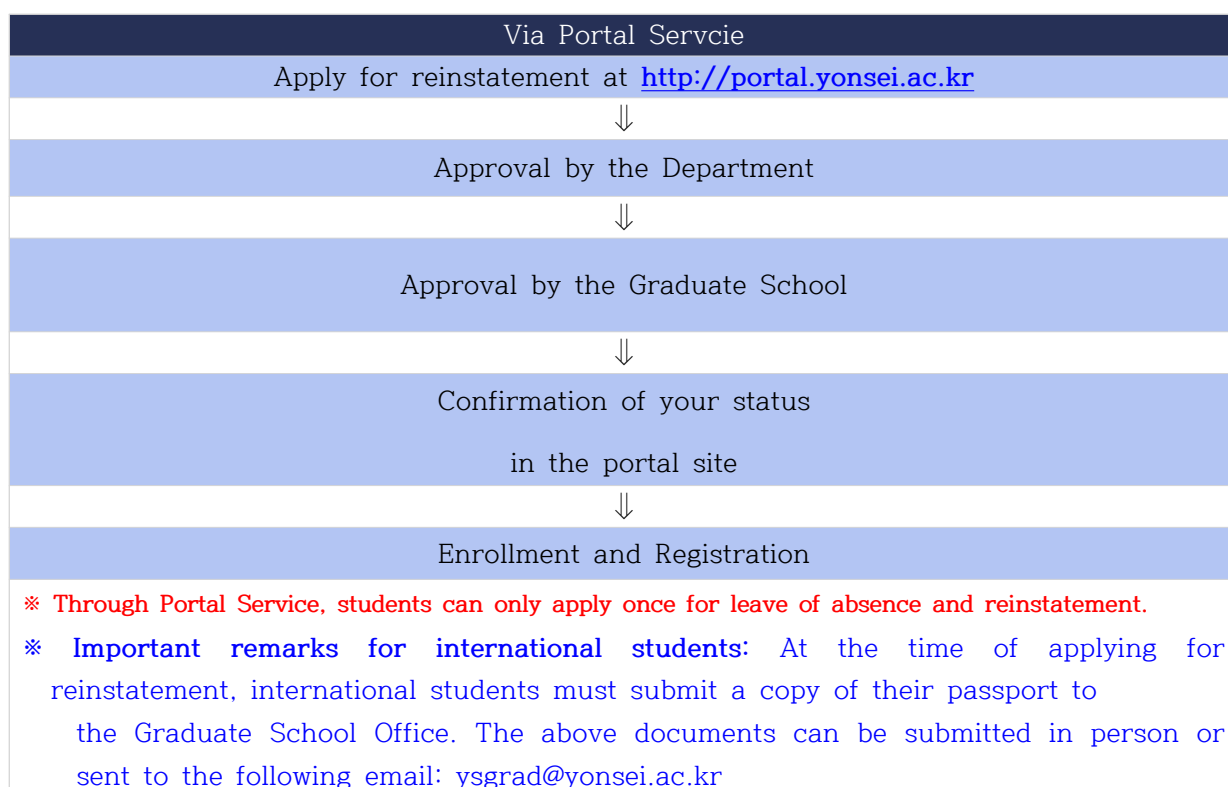 Via Portal Servcie
Apply for reinstatement at http://portal.yonsei.ac.kr
⇓
Approval by the Department
⇓
Approval by the Graduate School
⇓
Confirmation of your status
in the portal site
⇓
Enrollment and Registration
※ Through Portal Service, students can only apply once for leave of absence and reinstatement.
※ Important remarks for international students: At the time of applying for
reinstatement, international students must submit a copy of their passport to
the Graduate School Office. The above documents can be submitted in person or
sent to the following email: ysgrad@yonsei.ac.kr